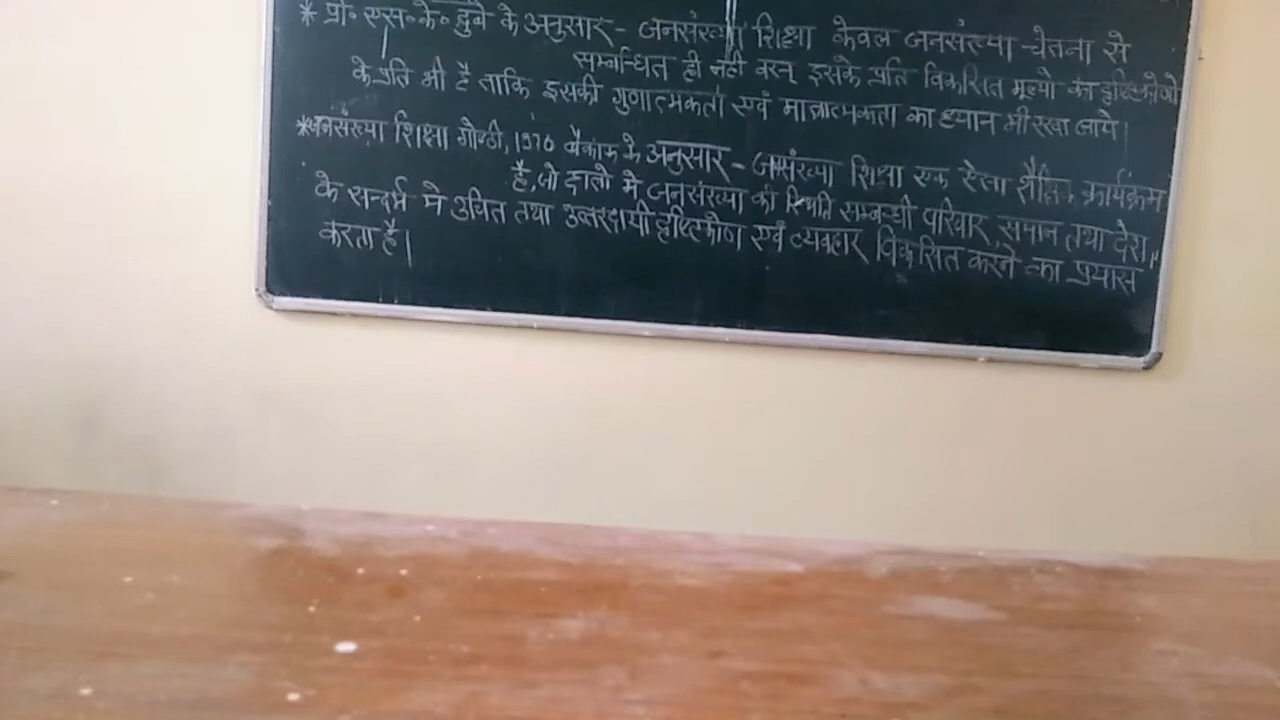 * प्रो० एस० के० दुबे के अनुसार - जनसंख्या शिक्षा केवल जनसंख्या चेतना से
सम्बन्धित ही नही वरन् इसके प्रति विकसित मूल्यो का दृष्टिकोणो
के प्रति भी है ताकि इसकी गुणात्मकता एवं मात्रात्मकता का ध्यान भी रखा जाये।
* जनसंख्या शिक्षा गोष्ठी, 1970 बैकाक के अनुसार - जनसंख्या शिक्षा एक ऐसा शैक्षिक कार्यक्रम
है, जो छात्रो मे जनसंख्या की स्थिति सम्बन्धी परिवार, समाज तथा देश
के सन्दर्भ मे उचित तथा उत्तरदायी दृष्टिकोण एवं व्यवहार विकसित करने का प्रयास
करता है।